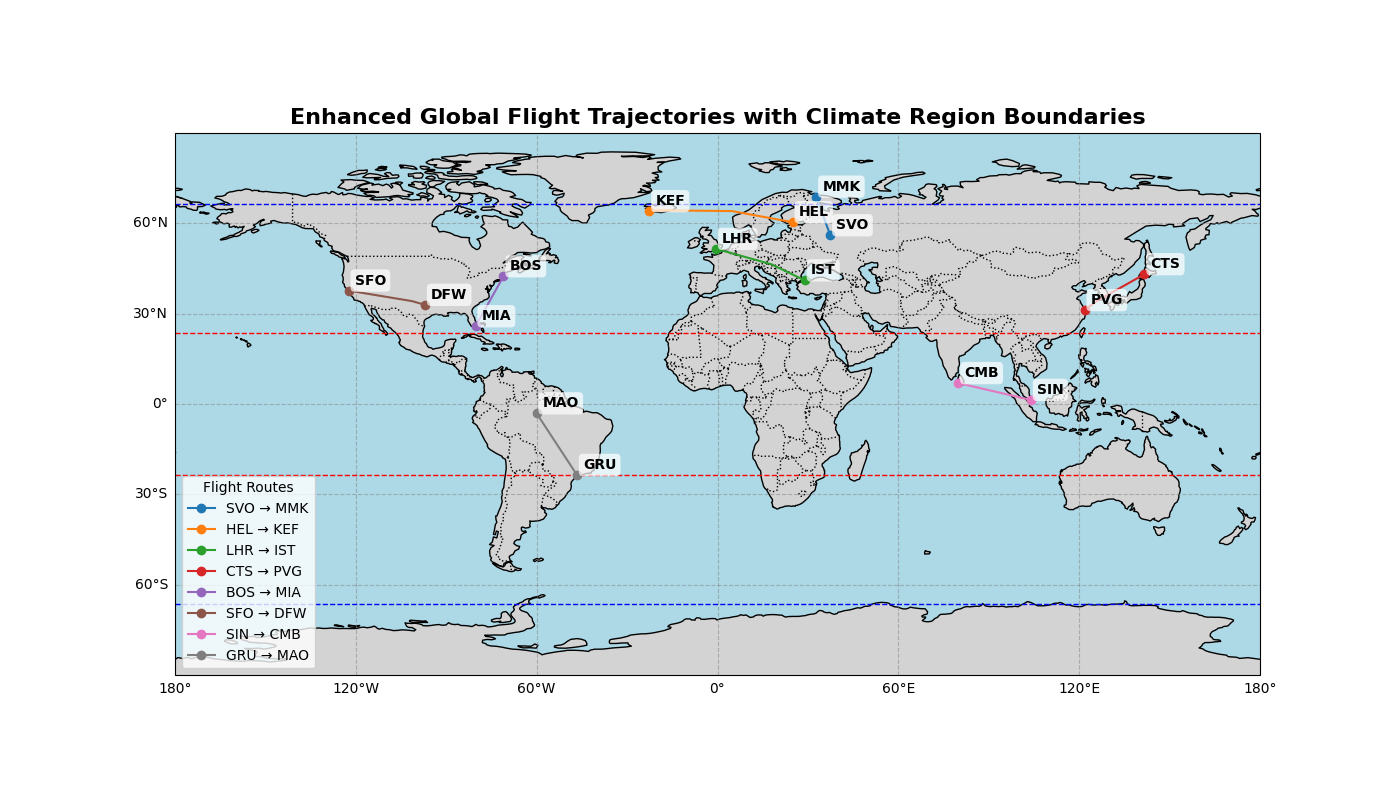 Enhanced Global Flight Trajectories with Climate Region Boundaries
MMK
KEF
60°N
HEL
SVO
LHR
BOS
CTS
IST
SFO
DFW
PVG
30°N
MIA
CMB
SIN
0°
MAO
GRU
30°S
Flight Routes
SVO → MMK
HEL → KEF
LHR → IST
CTS → PVG
60°S
BOS → MIA
SFO → DFW
SIN → CMB
GRU → MAO
180° 120°W 60°W 0° 60°E 120°E 180°